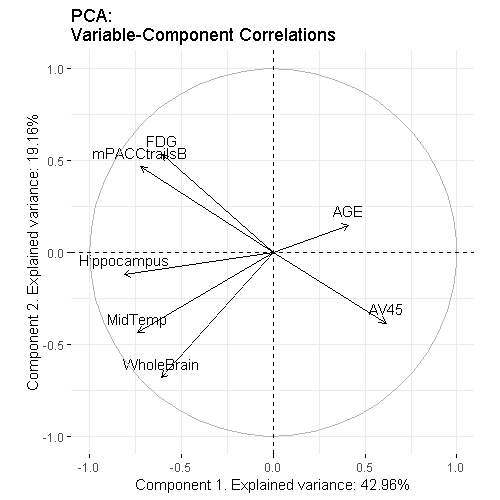 PCA:
Variable-Component Correlations
1.0
0.5
0.0
-0.5
-1.0
Component 2. Explained variance: 19.16%
FDG
mPACCtrailsB
AGE
Hippocampus
AV45
MidTemp
WholeBrain
-1.0 -0.5 0.0 0.5 1.0
Component 1. Explained variance: 42.96%